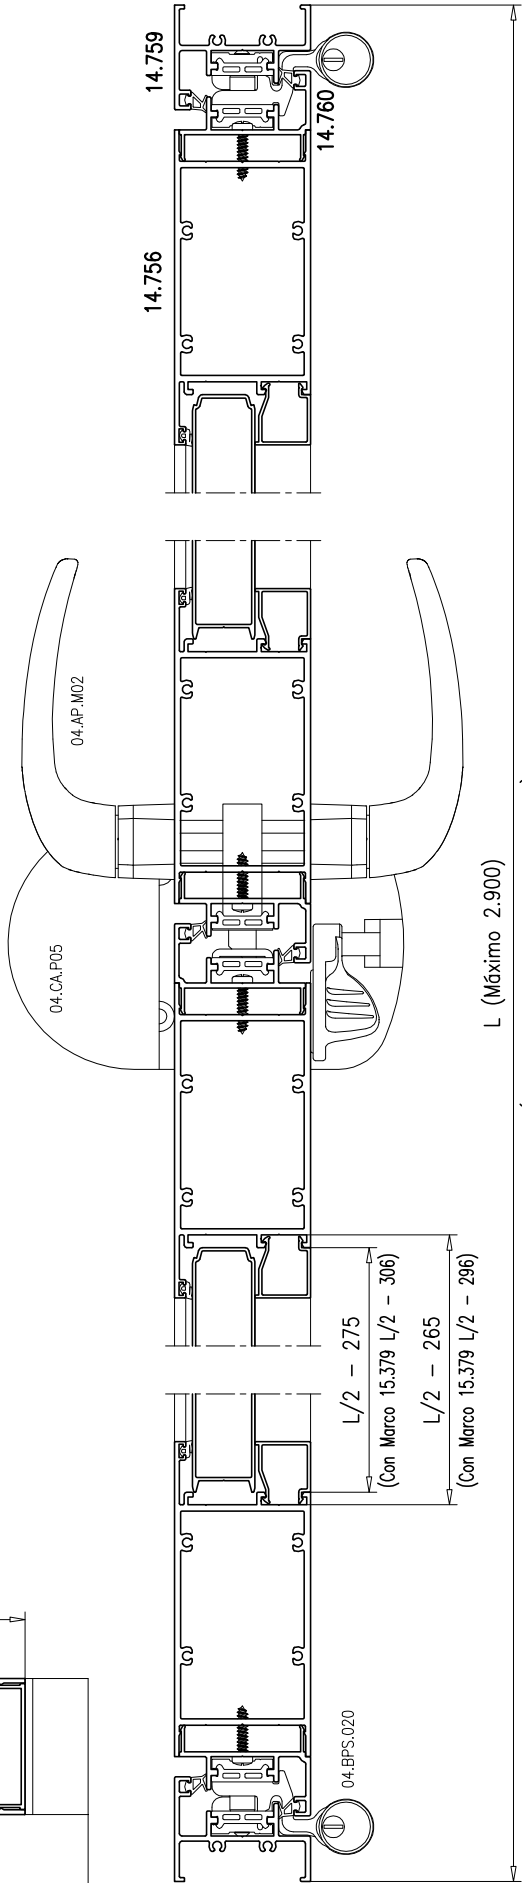 14.759
14.760
14.756
04.AP.M02
04.CA.P05
L (Máximo 2.900)
L/2 - 275
(Con Marco 15.379 L/2 - 306)
L/2 - 265
(Con Marco 15.379 L/2 - 296)
04.BPS.020